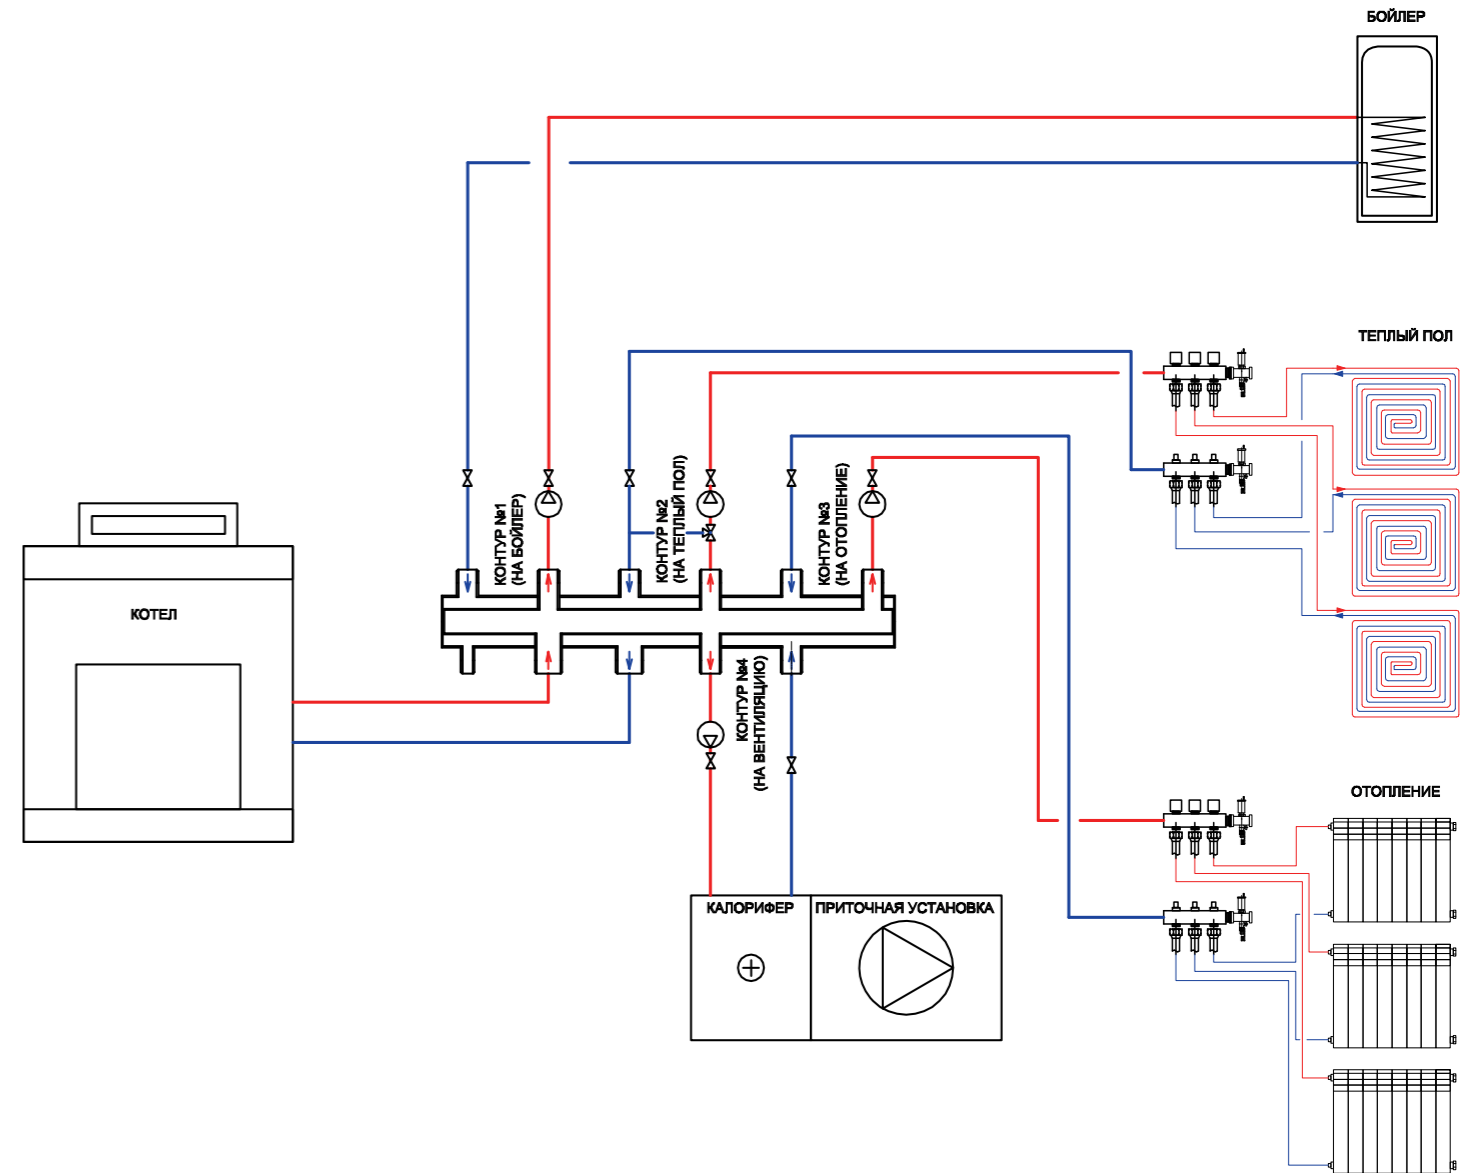 БОЙЛЕР
ТЕПЛЫЙ ПОЛ
КОНТУР №1
(НА БОЙЛЕР)
КОНТУР №2
(НА ТЕПЛЫЙ ПОЛ)
КОНТУР №3
(НА ОТОПЛЕНИЕ)
КОТЕЛ
КОНТУР №4
(НА ВЕНТИЛЯЦИЮ)
ОТОПЛЕНИЕ
КАЛОРИФЕР
ПРИТОЧНАЯ УСТАНОВКА